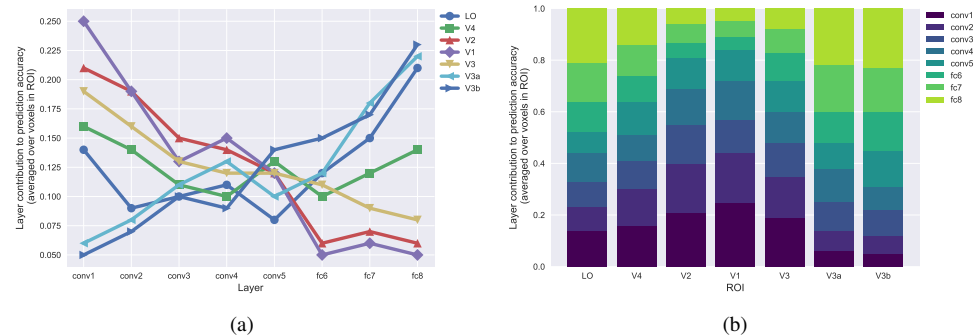 Layer contribution to prediction accuracy
(averaged over voxels in ROI)
0.250
0.225
0.200
0.175
0.150
0.125
0.100
0.075
0.050
conv1 conv2 conv3 conv4 conv5 fc6 fc7 fc8
Layer
LO
V4
V2
V1
V3
V3a
V3b
(a)
Layer contribution to prediction accuracy
(averaged over voxels in ROI)
1.0
0.8
0.6
0.4
0.2
0.0
LO V4 V2 V1 V3 V3a V3b
ROI
conv1
conv2
conv3
conv4
conv5
fc6
fc7
fc8
(b)